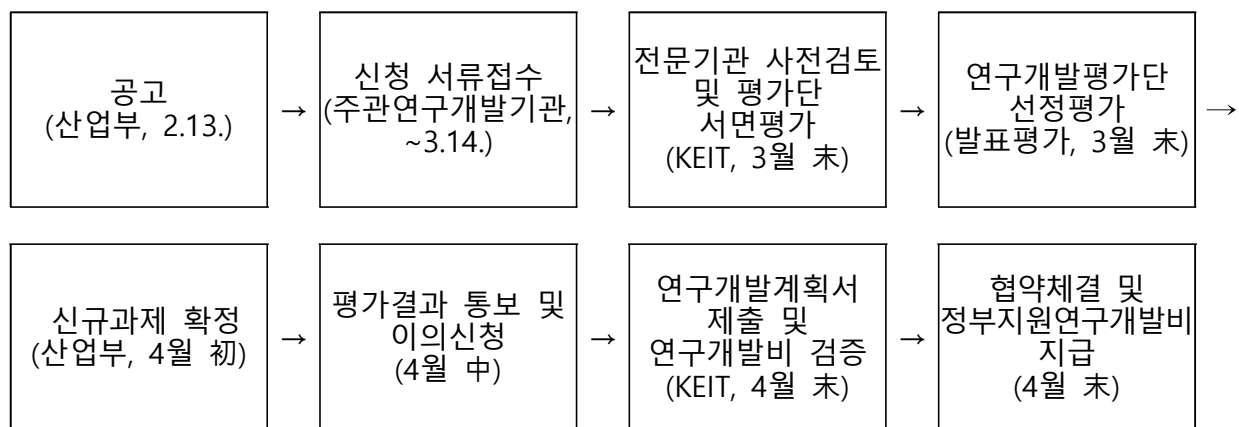 공고
(산업부, 2.13.)
→
신청 서류접수
(주관연구개발기관,
~3.14.)
→
전문기관 사전검토
및 평가단
서면평가
(KEIT, 3월 末)
→
연구개발평가단
선정평가
(발표평가, 3월 末)
→
신규과제 확정
(산업부, 4월 初)
→
평가결과 통보 및
이의신청
(4월 中)
→
연구개발계획서
제출 및
연구개발비 검증
(KEIT, 4월 末)
→
협약체결 및
정부지원연구개발비
지급
(4월 末)